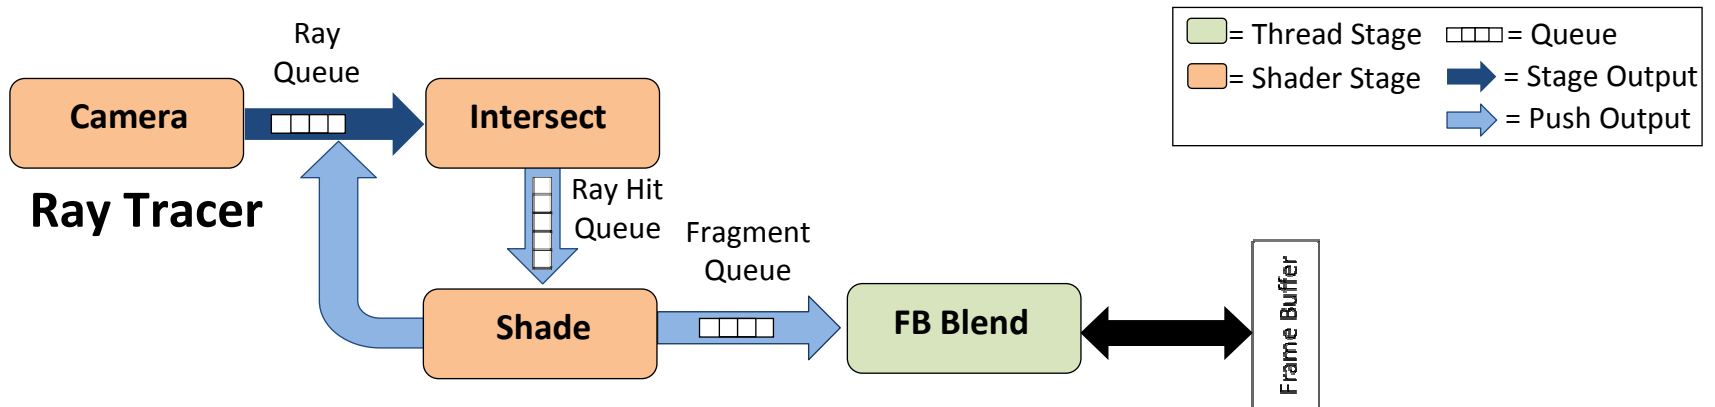 Ray
Queue
Camera
Intersect
Ray Tracer
Ray Hit
Queue
Fragment
Queue
Shade
FB Blend
Frame Buffer
= Thread Stage
= Queue
= Shader Stage
= Stage Output
= Push Output